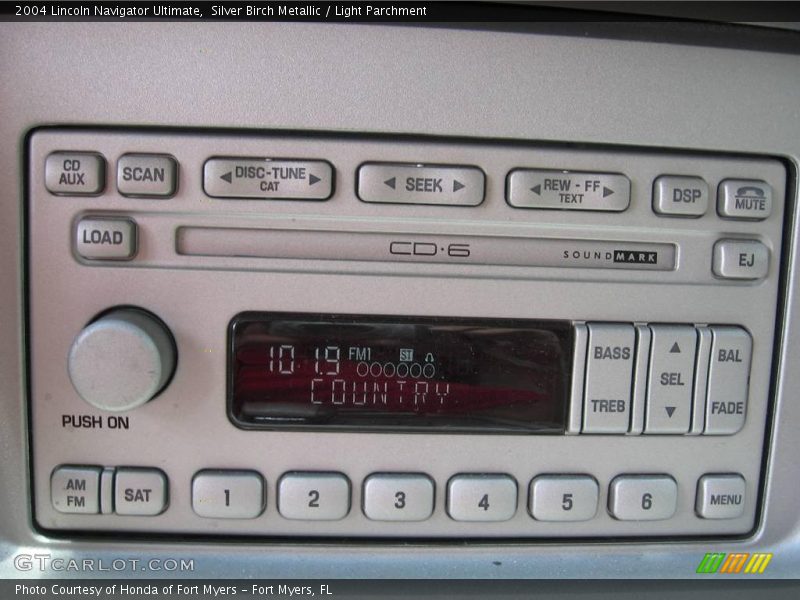 2004 Lincoln Navigator Ultimate, Silver Birch Metallic / Light Parchment
CD
AUX
SCAN
DISC-TUNE
CAT
SEEK
REW - FF
TEXT
DSP
MUTE
LOAD
CD·6
SOUNDMARK
EJ
10 1.9 FM1 ST
COUNTRY
BASS
TREB
SEL
BAL
FADE
PUSH ON
AM
FM
SAT
1
2
3
4
5
6
MENU
GTCARLOT.COM
Photo Courtesy of Honda of Fort Myers – Fort Myers, FL